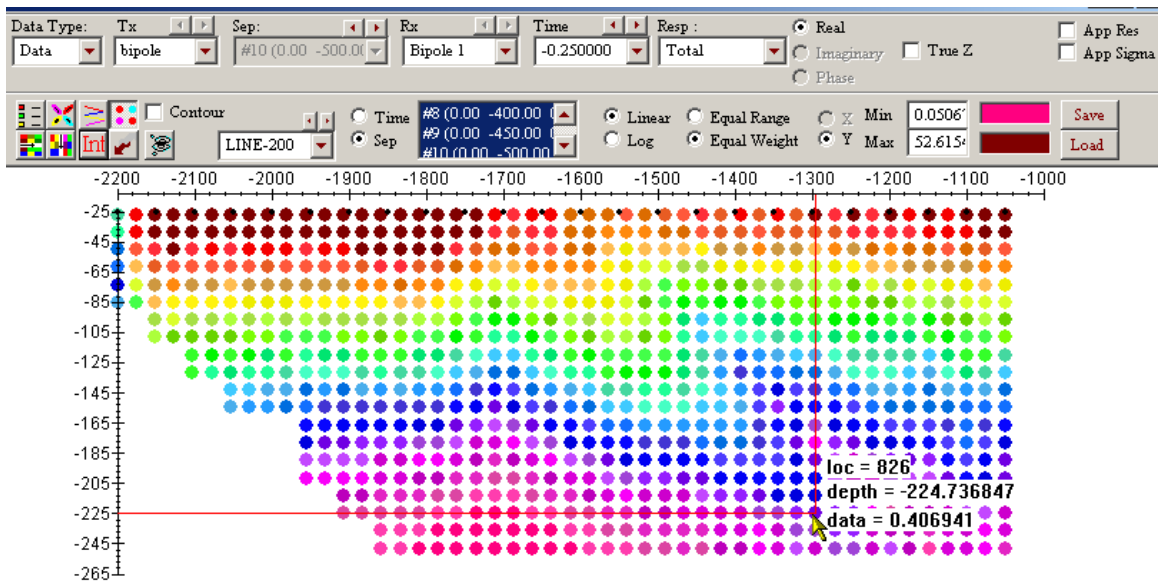 Data Type: Tx Sep: Rx Time Resp :
Data bipole #10 (0.00 -500.00 Bipole 1 -0.250000 Total
Real
Imaginary
Phase
True Z
App Res
App Sigma
Contour
Int
LINE-200
Time
Sep
#8 (0.00 -400.00
#9 (0.00 -450.00
#10 (0.00 -500.00
Linear
Log
Equal Range
Equal Weight
X
Y
Min 0.0506
Max 52.615
Save
Load
-2200 -2100 -2000 -1900 -1800 -1700 -1600 -1500 -1400 -1300 -1200 -1100 -1000
-25
-45
-65
-85
-105
-125
-145
-165
-185
-205
-225
-245
-265
loc = 826
depth = -224.736847
data = 0.406941